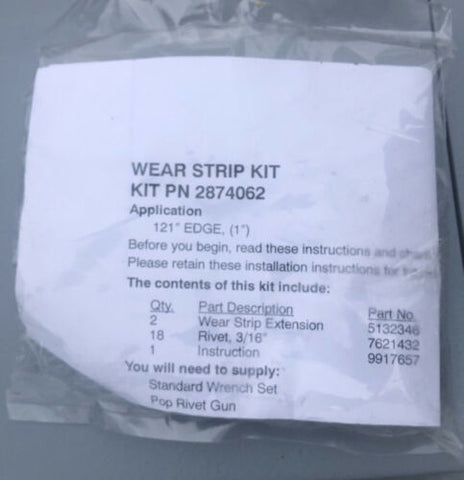 WEAR STRIP KIT
KIT PN 2874062
Application
121" EDGE, (1")
Before you begin, read these instructions and
Please retain these installation instructions for
The contents of this kit include:
Qty. Part Description Part No.
2 Wear Strip Extension 5132346
18 Rivet, 3/16" 7621432
1 Instruction 9917657
You will need to supply:
Standard Wrench Set
Pop Rivet Gun